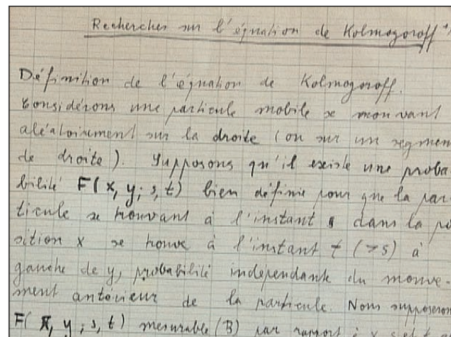 Recherches sur l'équation de Kolmogoroff
Définition de l'équation de Kolmogoroff.
Considérons une particule mobile se mouvant
aléatoirement sur la droite (ou sur un segment
de droite). Supposons qu'il existe une proba-
bilité F(x, y; s, t) bien définie pour que la par-
ticule se trouvant à l'instant s dans la po-
sition x se trouve à l'instant t (>s) à
gauche de y, probabilité indépendante du mouve-
ment antérieur de la particule. Nous supposerons
F(x, y; s, t) mesurable (B) par rapport à x, s et t